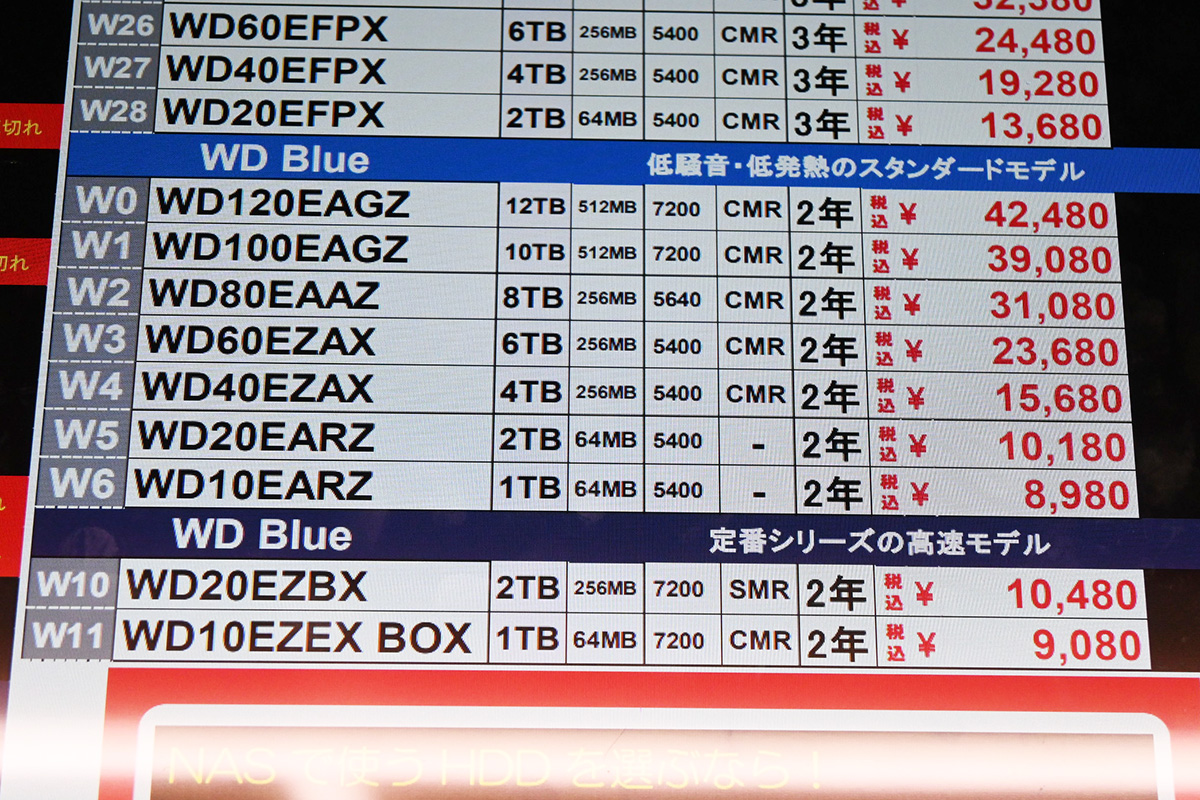 32,380
W26 WD60EFPX 6TB 256MB 5400 CMR 3年 税込 ¥ 24,480
W27 WD40EFPX 4TB 256MB 5400 CMR 3年 税込 ¥ 19,280
W28 WD20EFPX 2TB 64MB 5400 CMR 3年 税込 ¥ 13,680
切れ
WD Blue 低騒音・低発熱のスタンダードモデル
W0 WD120EAGZ 12TB 512MB 7200 CMR 2年 税込 ¥ 42,480
W1 WD100EAGZ 10TB 512MB 7200 CMR 2年 税込 ¥ 39,080
切れ
W2 WD80EAAZ 8TB 256MB 5640 CMR 2年 税込 ¥ 31,080
W3 WD60EZAX 6TB 256MB 5400 CMR 2年 税込 ¥ 23,680
W4 WD40EZAX 4TB 256MB 5400 CMR 2年 税込 ¥ 15,680
W5 WD20EARZ 2TB 64MB 5400 - 2年 税込 ¥ 10,180
W6 WD10EARZ 1TB 64MB 5400 - 2年 税込 ¥ 8,980
WD Blue 定番シリーズの高速モデル
W10 WD20EZBX 2TB 256MB 7200 SMR 2年 税込 ¥ 10,480
W11 WD10EZEX BOX 1TB 64MB 7200 CMR 2年 税込 ¥ 9,080
NASで使うHDDを選ぶなら!